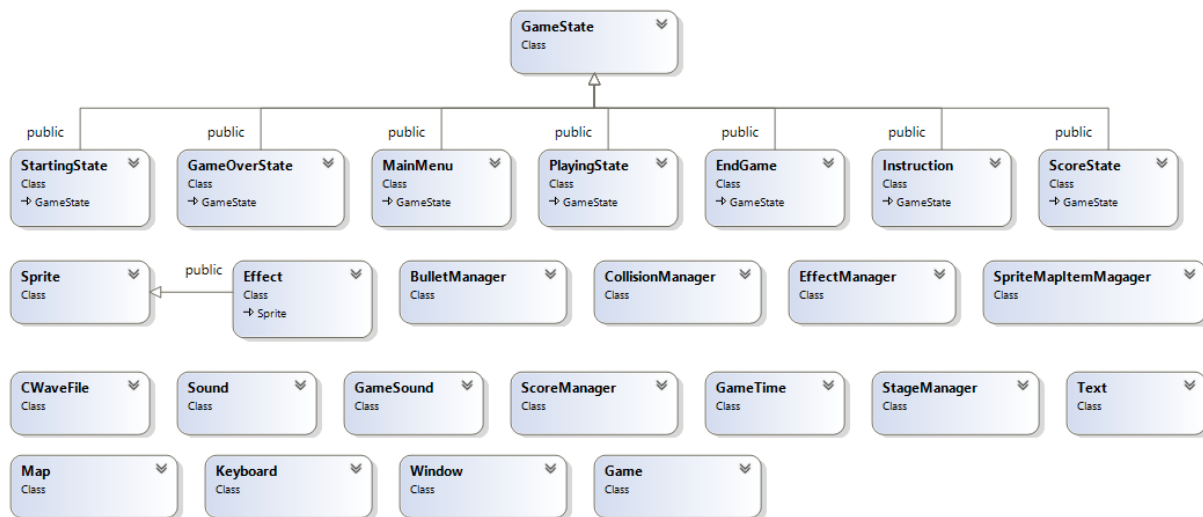 GameState
Class
public public public public public public public
StartingState GameOverState MainMenu PlayingState EndGame Instruction ScoreState
Class Class Class Class Class Class Class
GameState GameState GameState GameState GameState GameState GameState
public
Sprite Effect BulletManager CollisionManager EffectManager SpriteMapItemMagager
Class Class Class Class Class Class
Sprite
CWaveFile Sound GameSound ScoreManager GameTime StageManager Text
Class Class Class Class Class Class Class
Map Keyboard Window Game
Class Class Class Class